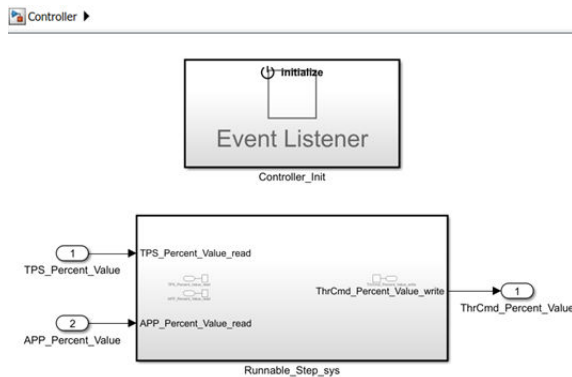 Controller
Initialize
Event Listener
Controller_Init
1
TPS_Percent_Value
TPS_Percent_Value_read
2
APP_Percent_Value
APP_Percent_Value_read
ThrCmd_Percent_Value_write
1
ThrCmd_Percent_Value
Runnable_Step_sys